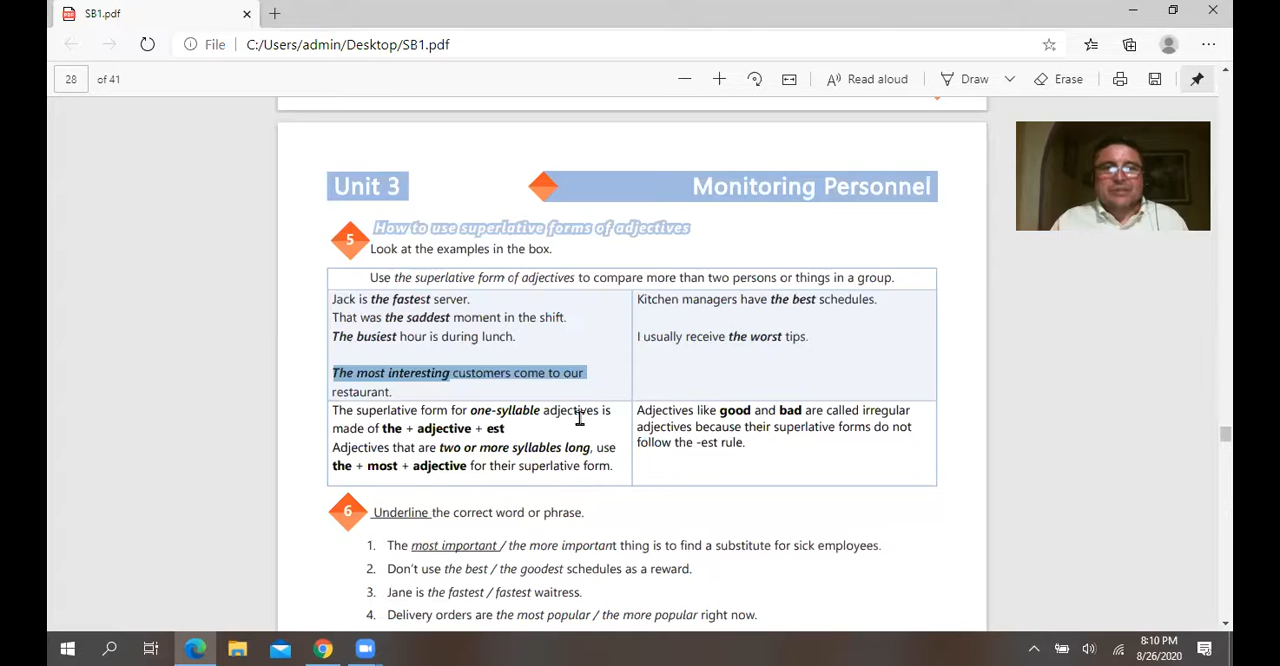 SB1.pdf
File
C:/Users/admin/Desktop/SB1.pdf
28
of 41
Read aloud
Draw
Erase
Unit 3
Monitoring Personnel
5
How to use superlative forms of adjectives
Look at the examples in the box.
Use the superlative form of adjectives to compare more than two persons or things in a group.
Jack is the fastest server.
That was the saddest moment in the shift.
The busiest hour is during lunch.
The most interesting customers come to our
restaurant.
Kitchen managers have the best schedules.
I usually receive the worst tips.
The superlative form for one-syllable adjectives is
made of the + adjective + est
Adjectives that are two or more syllables long, use
the + most + adjective for their superlative form.
Adjectives like good and bad are called irregular
adjectives because their superlative forms do not
follow the -est rule.
6
Underline the correct word or phrase.
1. The most important / the more important thing is to find a substitute for sick employees.
2. Don't use the best / the goodest schedules as a reward.
3. Jane is the fastest / fastest waitress.
4. Delivery orders are the most popular / the more popular right now.
8:10 PM
8/26/2020